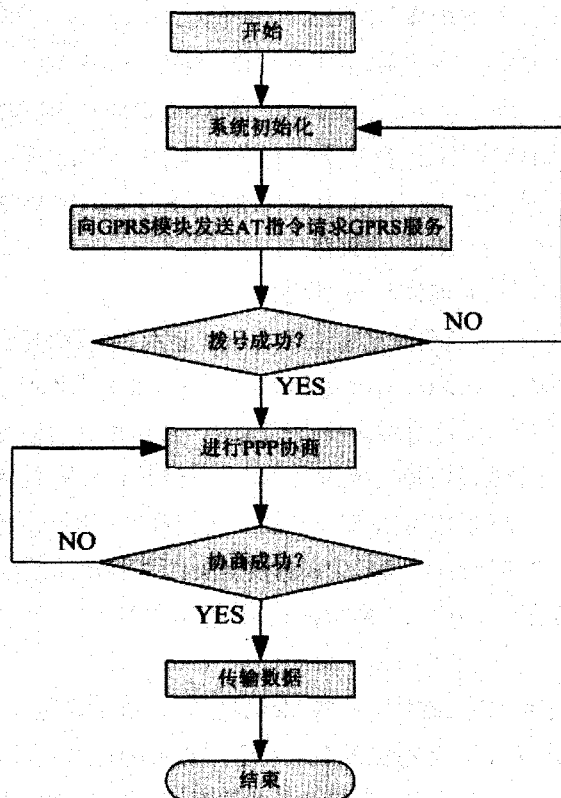 开始
系统初始化
向GPRS模块发送AT指令请求GPRS服务
拨号成功?
NO
YES
进行PPP协商
NO
协商成功?
YES
传输数据
结束